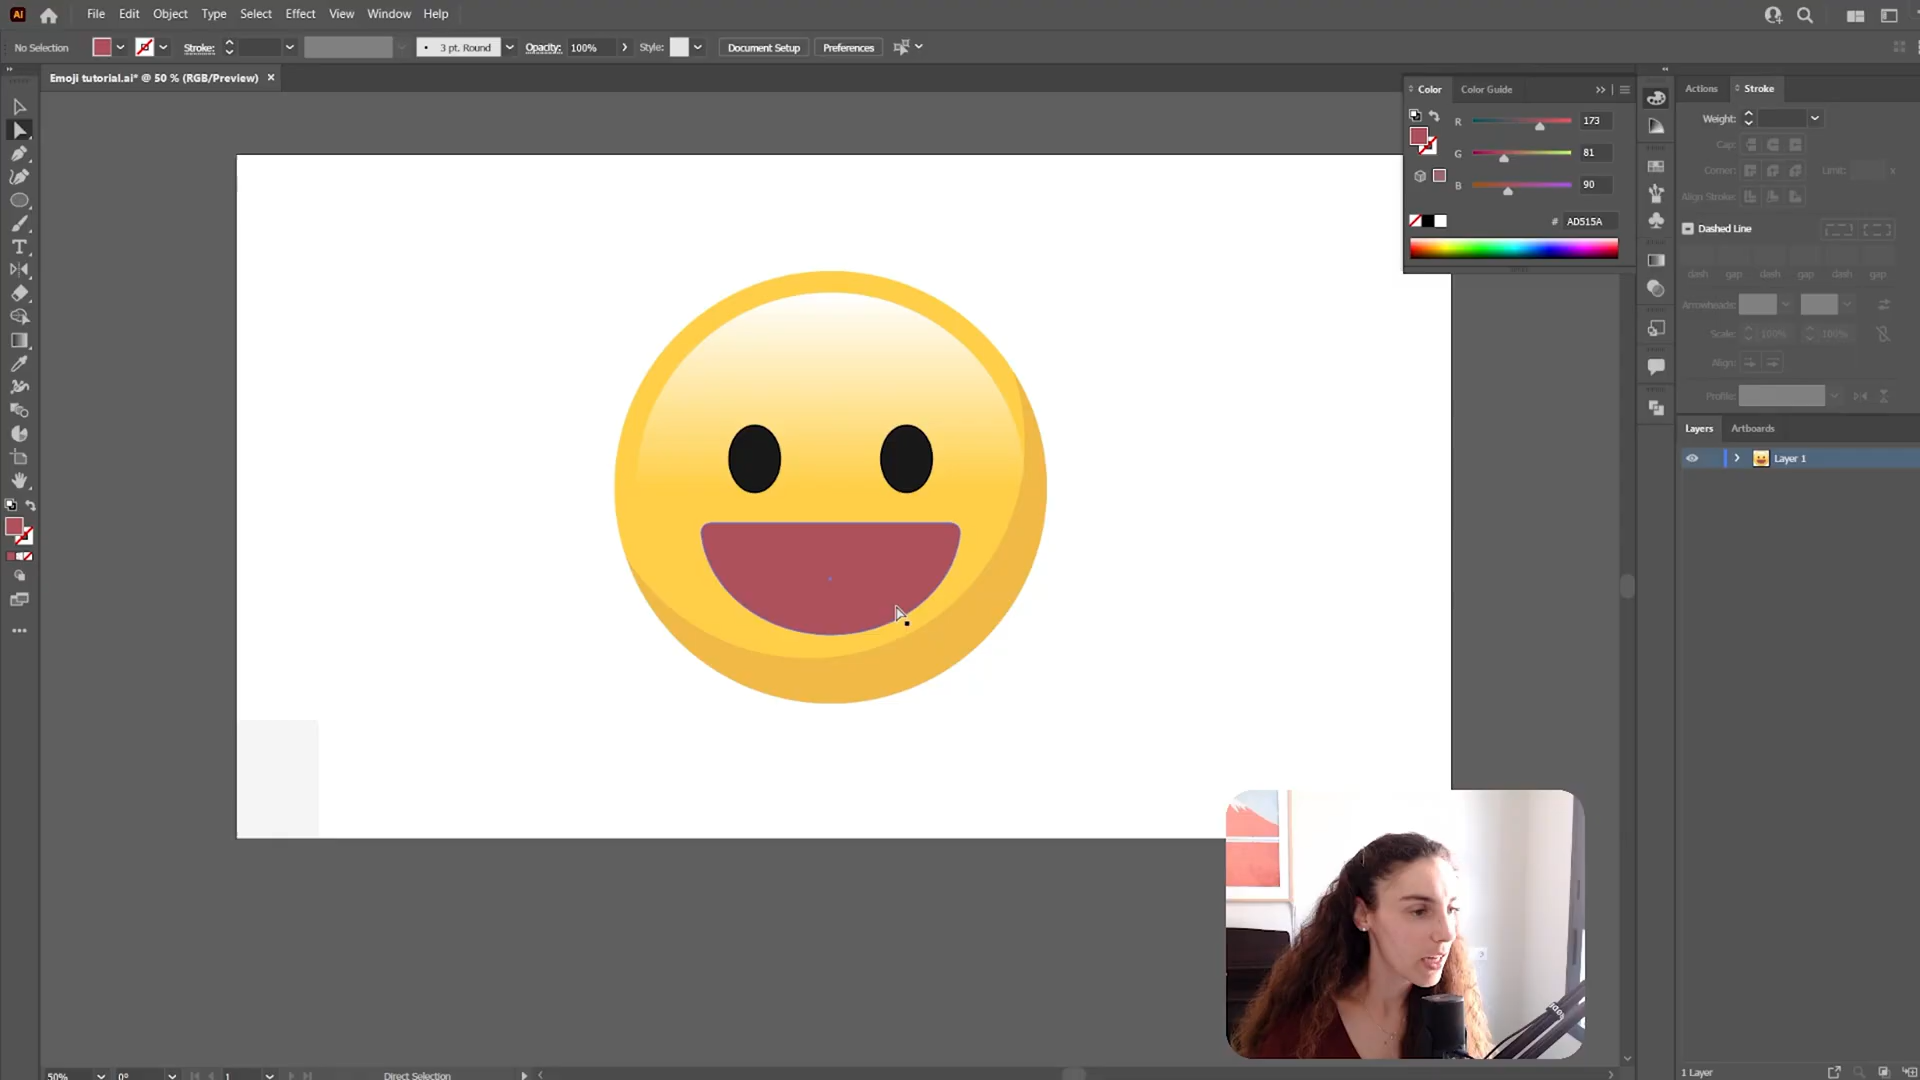 Ai File Edit Object Type Select Effect View Window Help
No Selection Stroke: • 3 pt. Round Opacity: 100% Style: Document Setup Preferences
Emoji tutorial.ai* @ 50 % (RGB/Preview) ×
Color Color Guide
R 173
G 81
B 90
# AD515A
Actions Stroke
Weight:
Cap:
Corner: Limit: x
Align Stroke:
Dashed Line
dash gap dash gap dash gap
Arrowheads:
Scale: 100% 100%
Align:
Profile:
Layers Artboards
Layer 1
50% 0° 1 Direct Selection
1 Layer